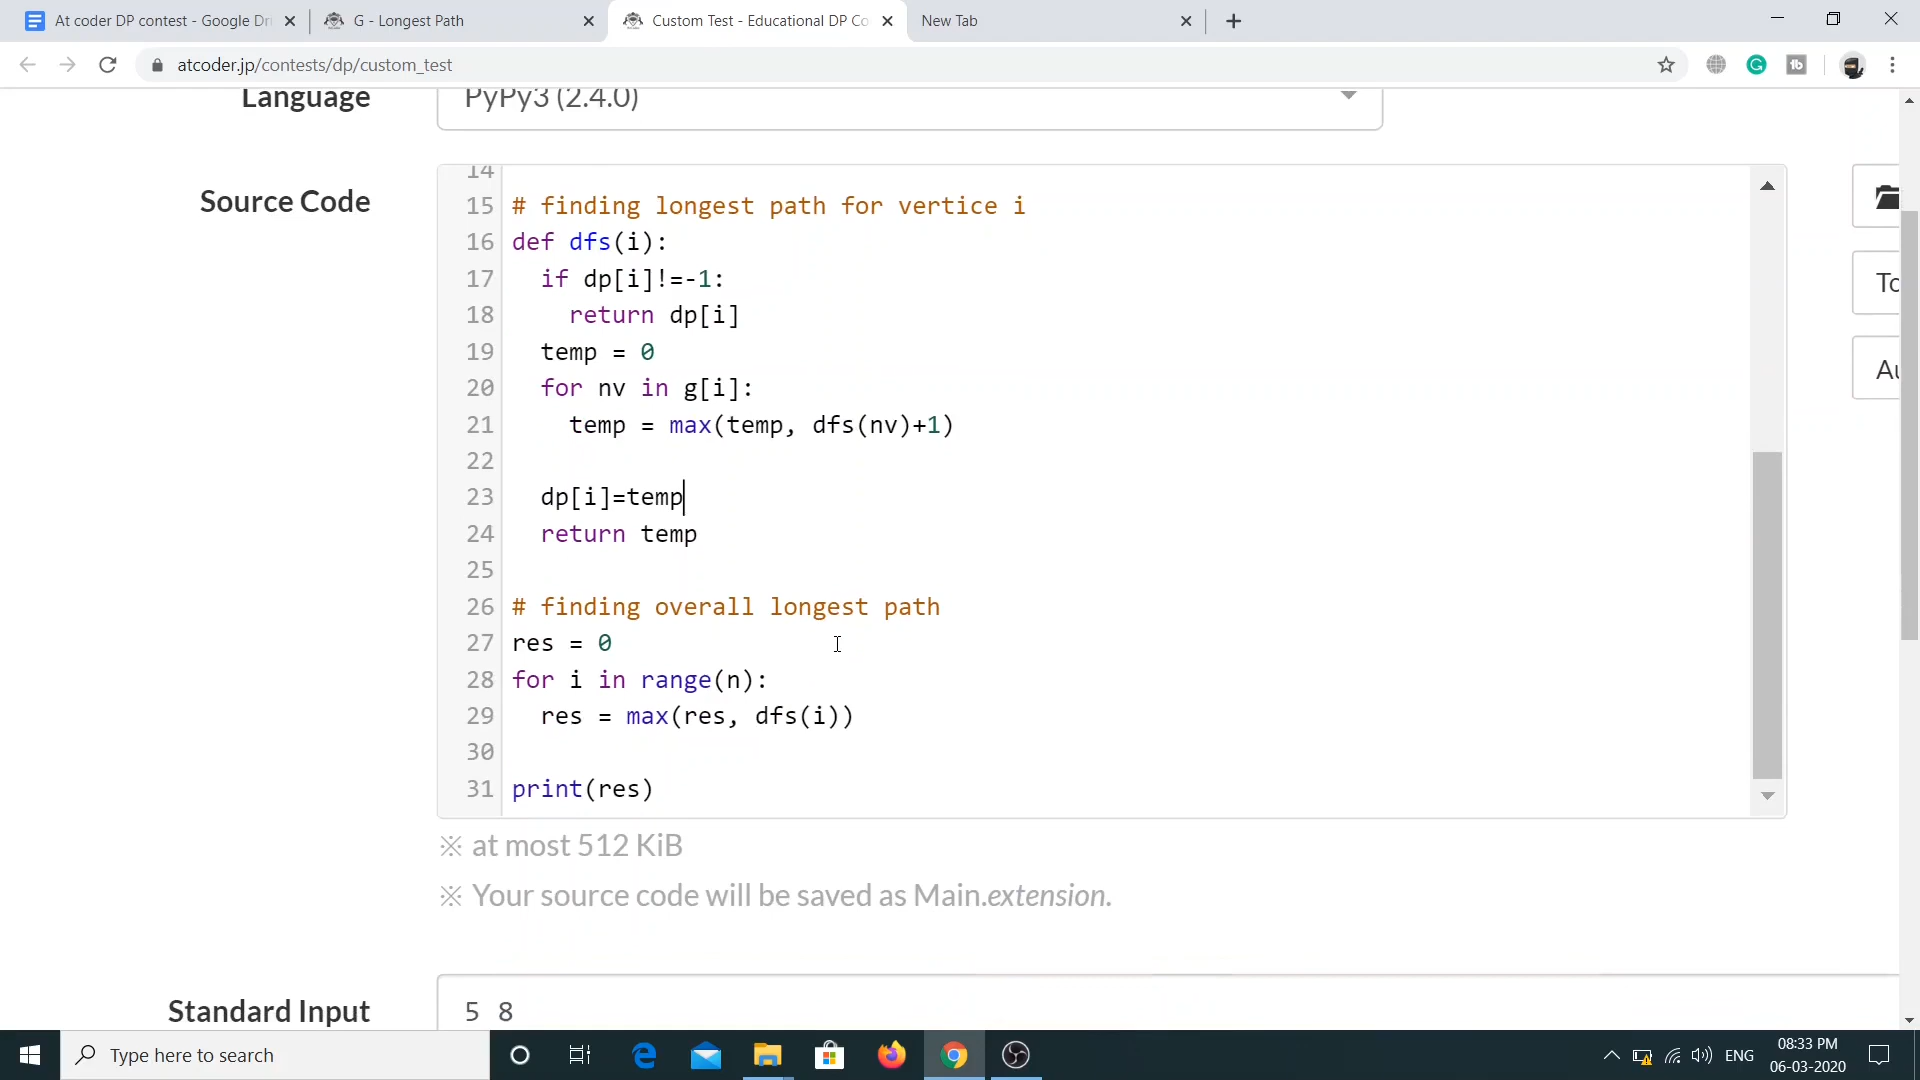 At coder DP contest - Google Dri
G - Longest Path
Custom Test - Educational DP Co
New Tab
atcoder.jp/contests/dp/custom_test
Language
PyPy3 (2.4.0)
Source Code
14
15 # finding longest path for vertice i
16 def dfs(i):
17 if dp[i]!=-1:
18 return dp[i]
19 temp = 0
20 for nv in g[i]:
21 temp = max(temp, dfs(nv)+1)
22
23 dp[i]=temp
24 return temp
25
26 # finding overall longest path
27 res = 0
28 for i in range(n):
29 res = max(res, dfs(i))
30
31 print(res)
To
Au
※ at most 512 KiB
※ Your source code will be saved as Main.extension.
Standard Input
5 8
Type here to search
ENG
08:33 PM
06-03-2020